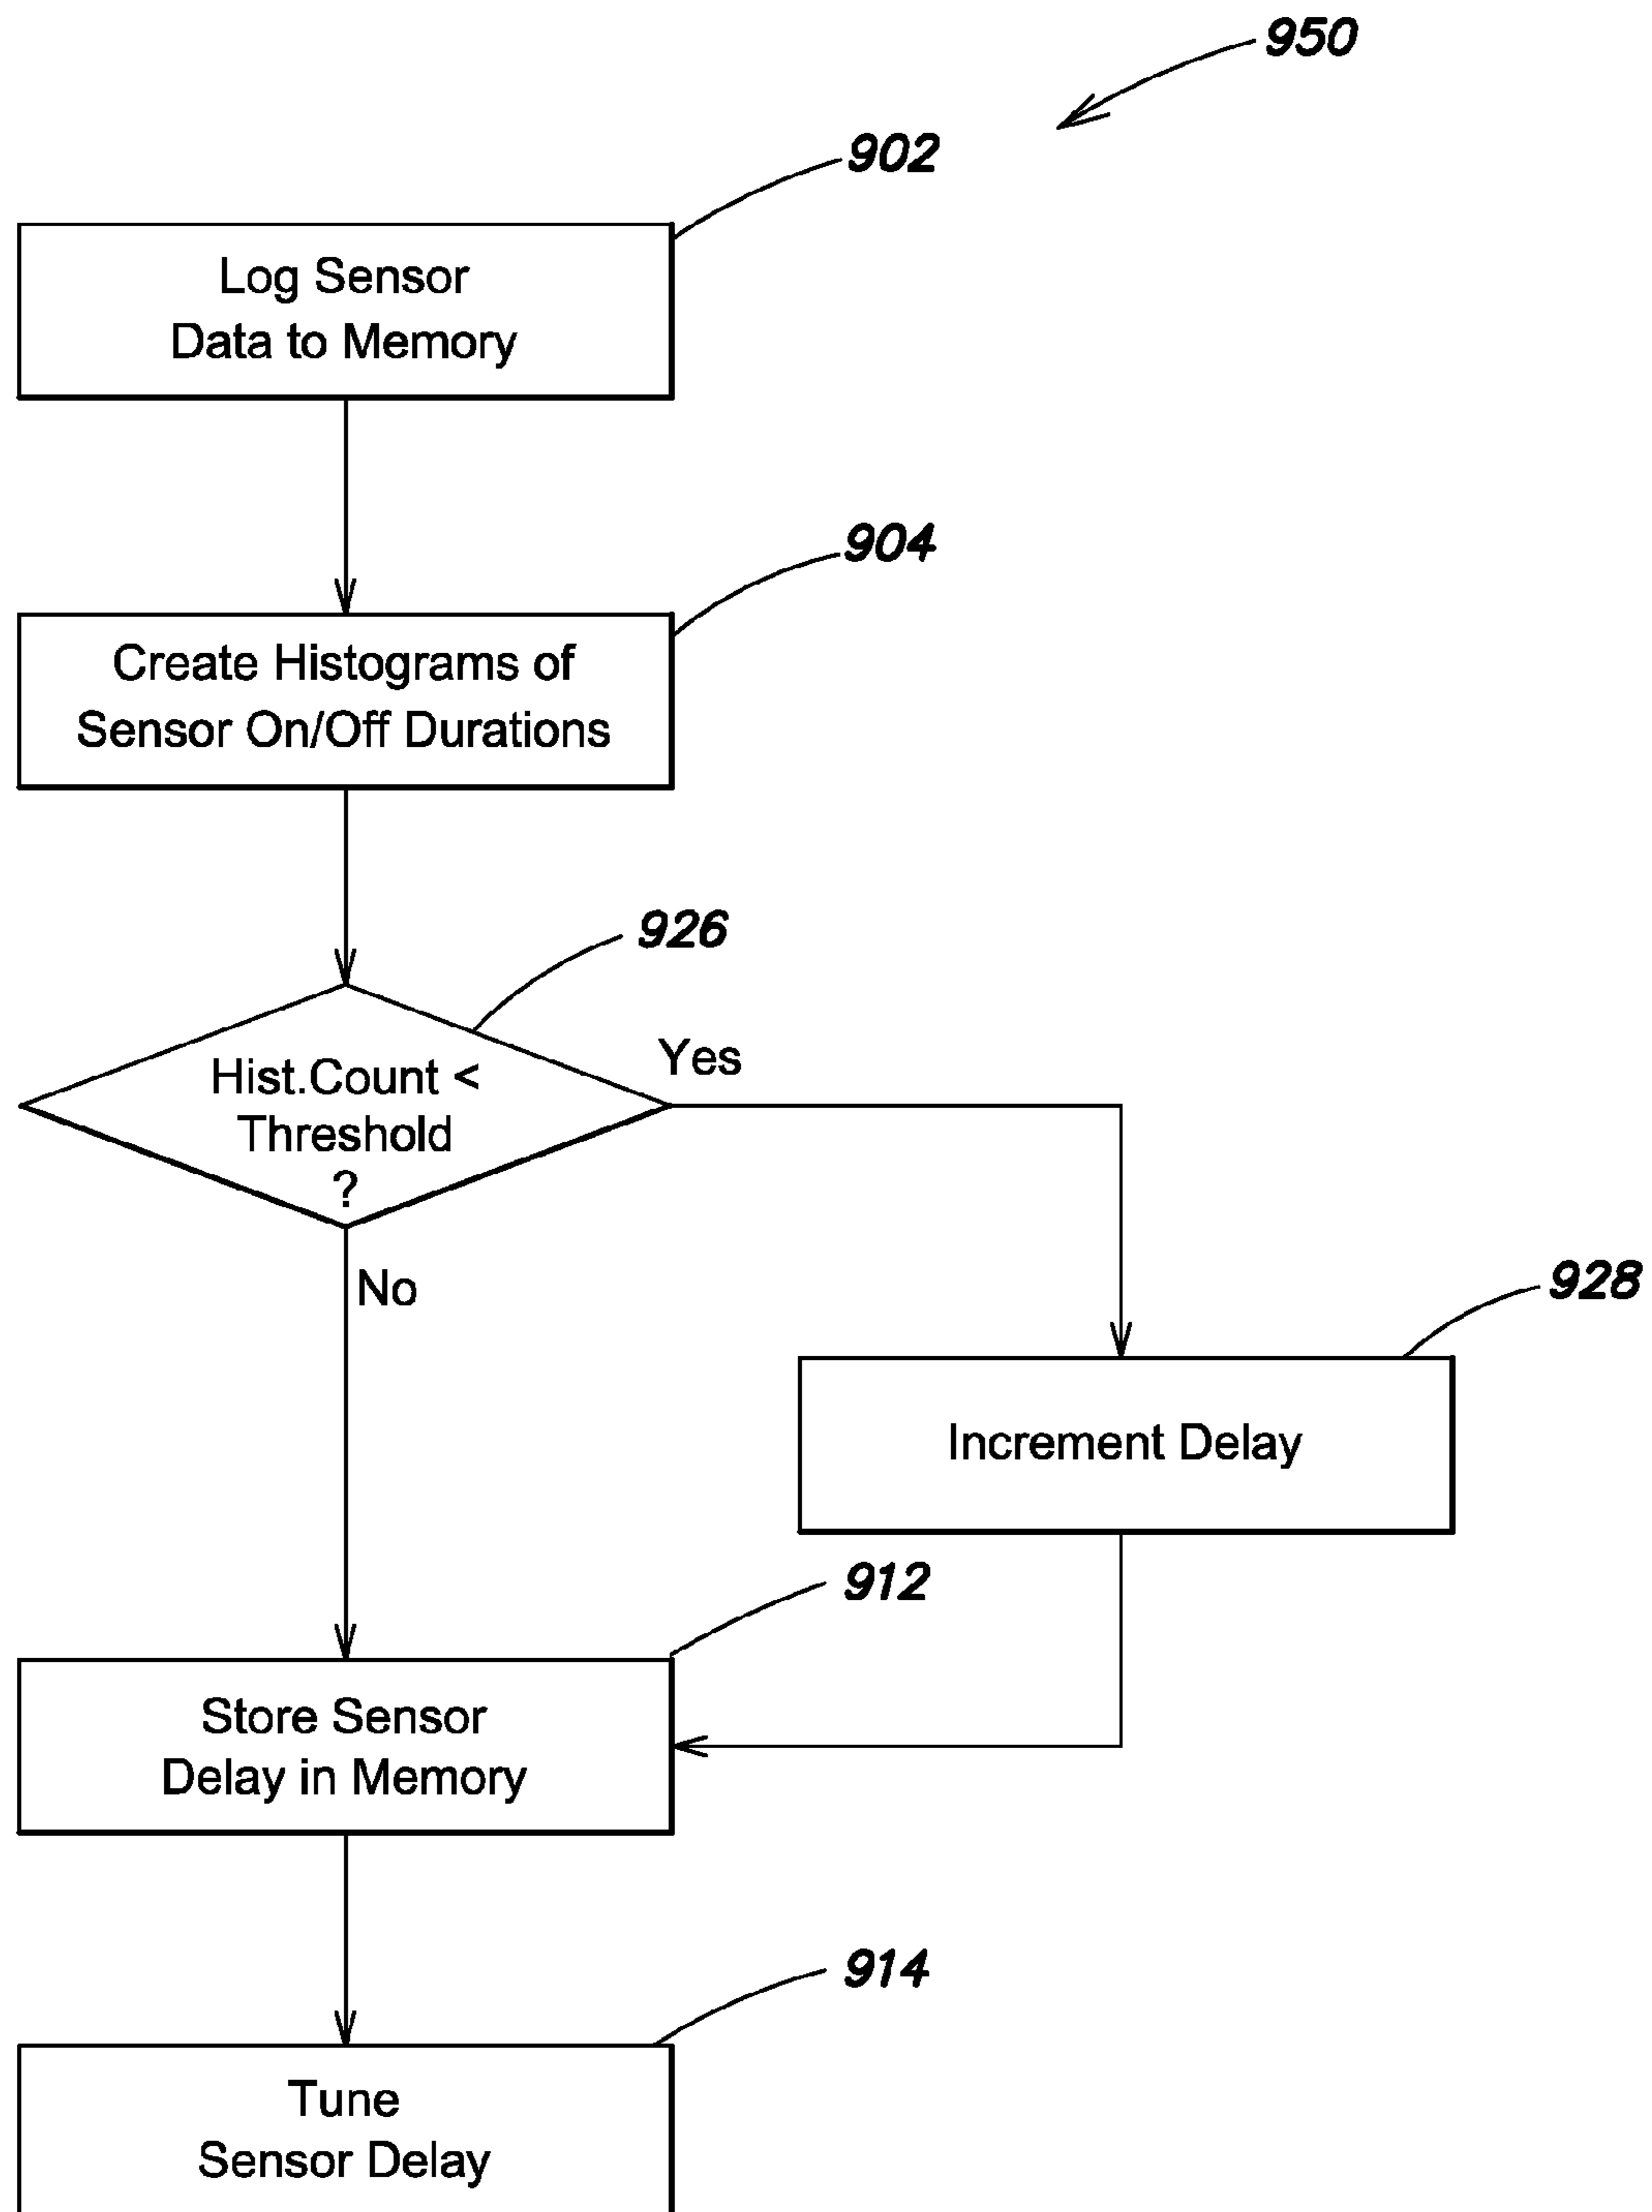 950
902
Log Sensor
Data to Memory
904
Create Histograms of
Sensor On/Off Durations
926
Hist.Count <
Threshold
?
Yes
No
928
Increment Delay
912
Store Sensor
Delay in Memory
914
Tune
Sensor Delay